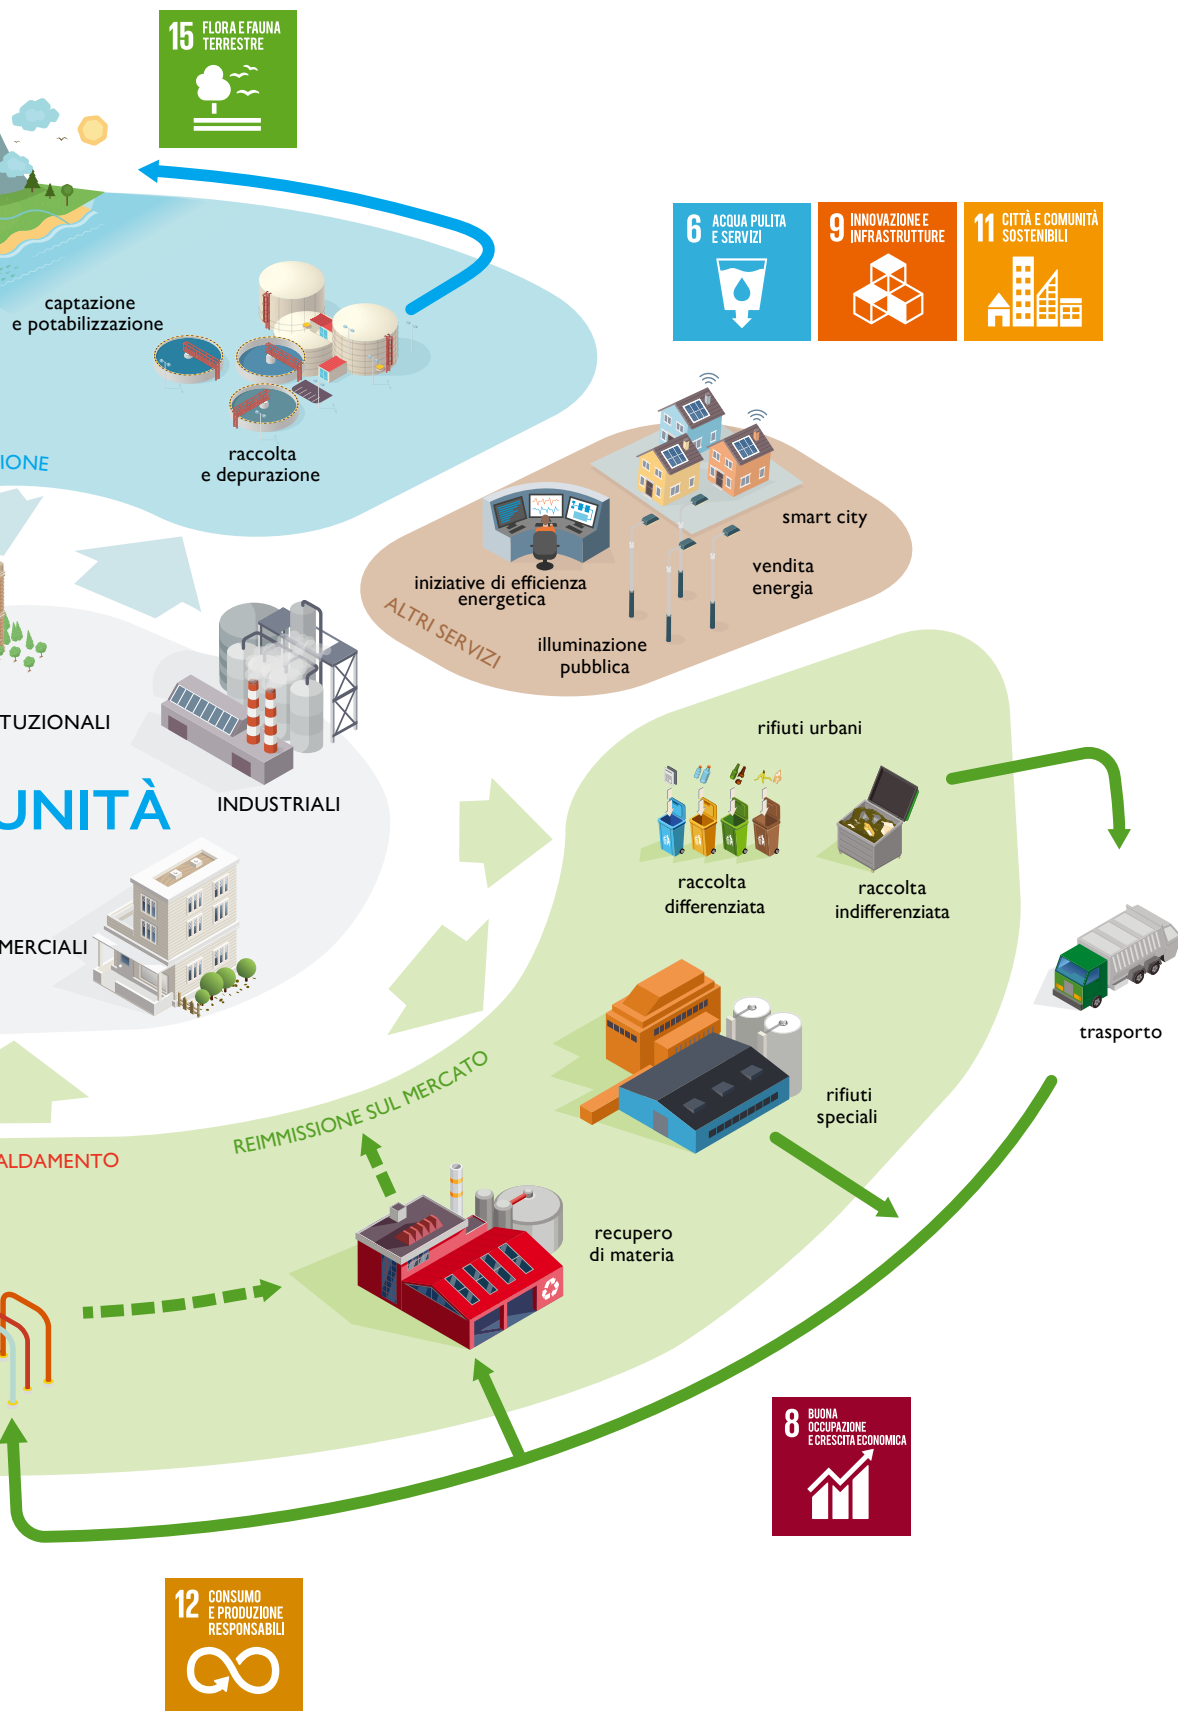 15 FLORA E FAUNA
TERRESTRE
6 ACQUA PULITA
E SERVIZI
9 INNOVAZIONE E
INFRASTRUTTURE
11 CITTÀ E COMUNITÀ
SOSTENIBILI
captazione
e potabilizzazione
raccolta
e depurazione
IONE
smart city
vendita
energia
iniziative di efficienza
energetica
illuminazione
pubblica
ALTRI SERVIZI
TUZIONALI
INDUSTRIALI
UNITÀ
MERCIALI
rifiuti urbani
raccolta
differenziata
raccolta
indifferenziata
trasporto
rifiuti
speciali
REIMMISSIONE SUL MERCATO
ALDAMENTO
recupero
di materia
8 BUONA
OCCUPAZIONE
E CRESCITA ECONOMICA
12 CONSUMO
E PRODUZIONE
RESPONSABILI